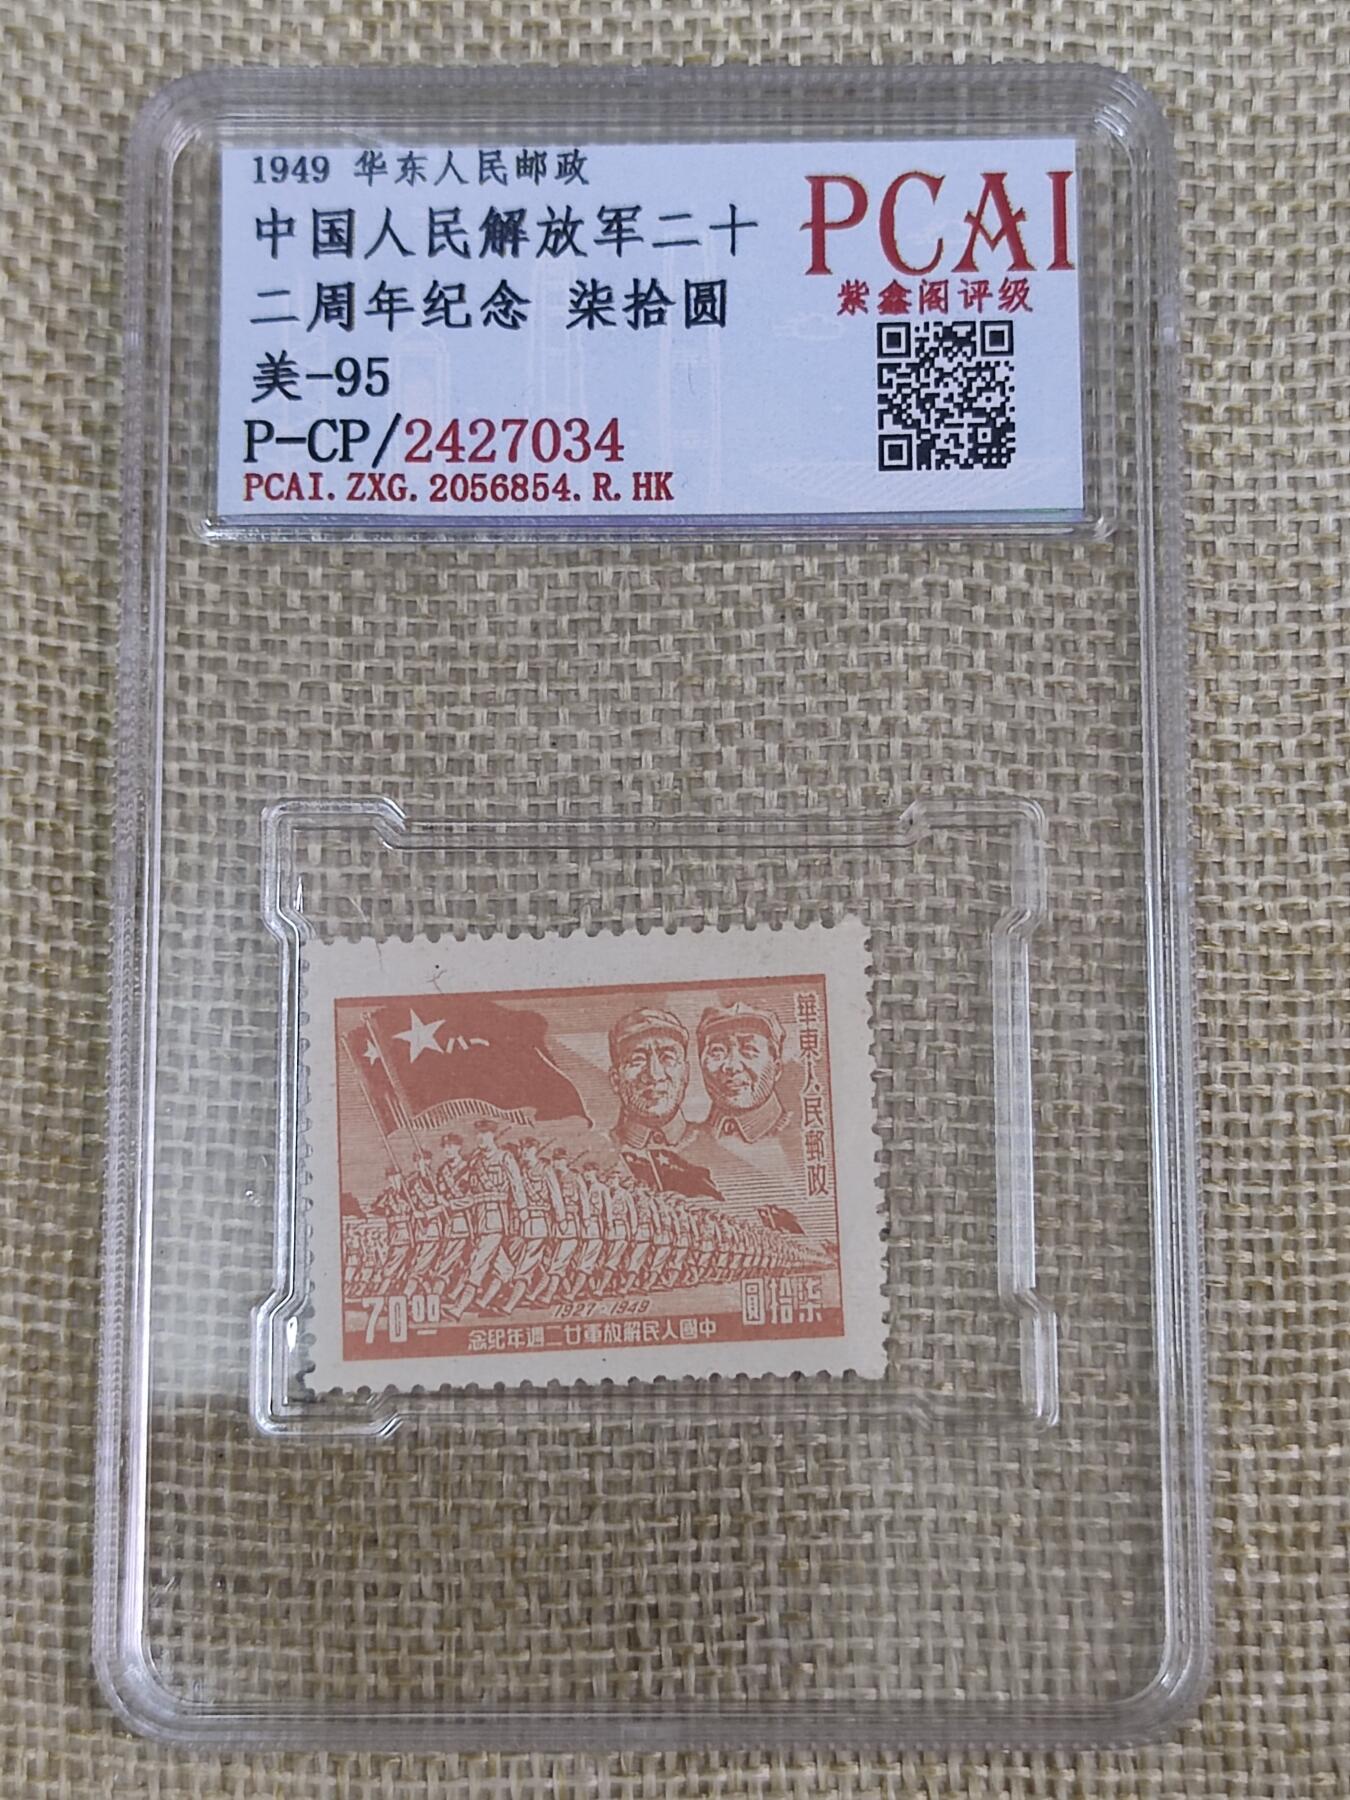 1949 华东人民邮政
中国人民解放军二十
二周年纪念 柒拾圆
美-95
P-CP/2427034
PCAI.ZXG.2056854.R.HK
PCAI
紫鑫阁评级
八一
華東人民郵政
柒拾圓
1927·1949
70.00
中國人民解放軍廿二週年紀念